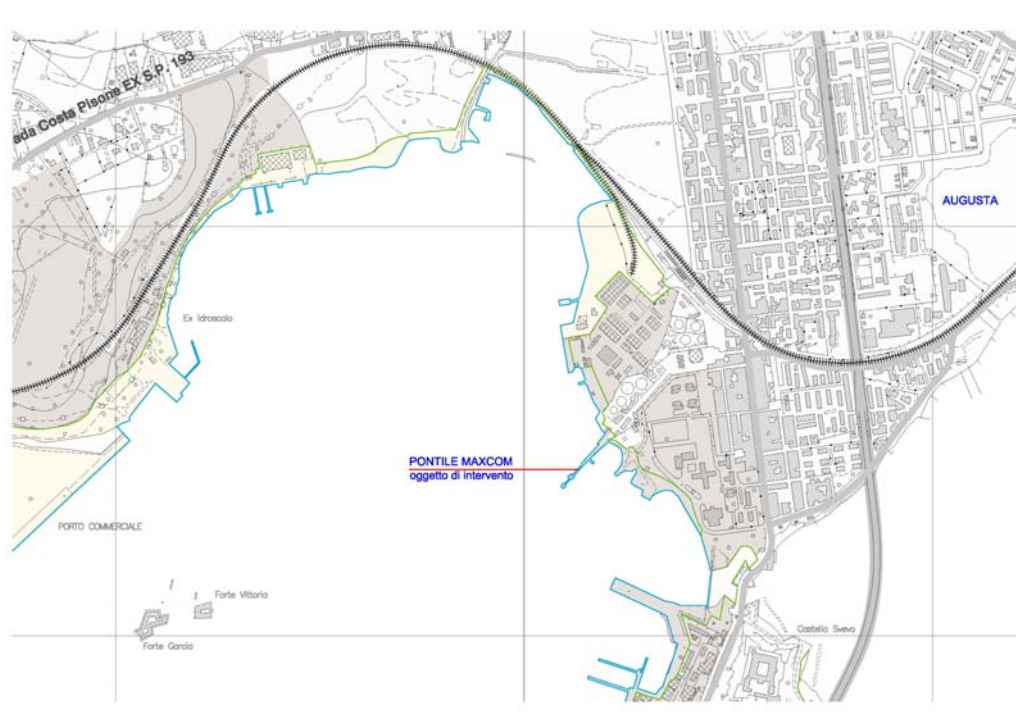 ada Costa Pisone EX S.P. 193
AUGUSTA
Ex Idroscalo
PONTILE MAXCOM
oggetto di intervento
PORTO COMMERCIALE
Forte Vittoria
Forte Garcia
Castello Svevo